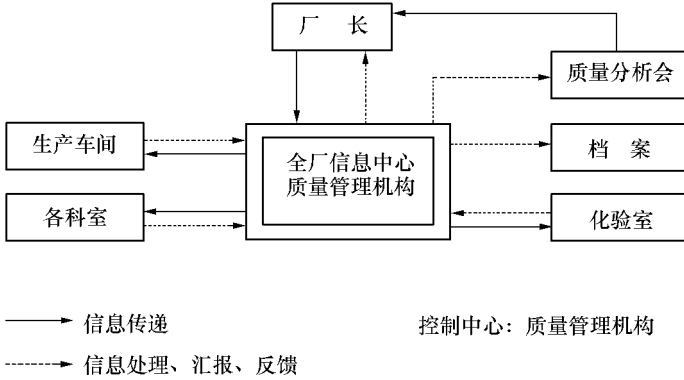 厂 长
质量分析会
生产车间
全厂信息中心
质量管理机构
档 案
各科室
化验室
信息传递
控制中心：质量管理机构
信息处理、汇报、反馈